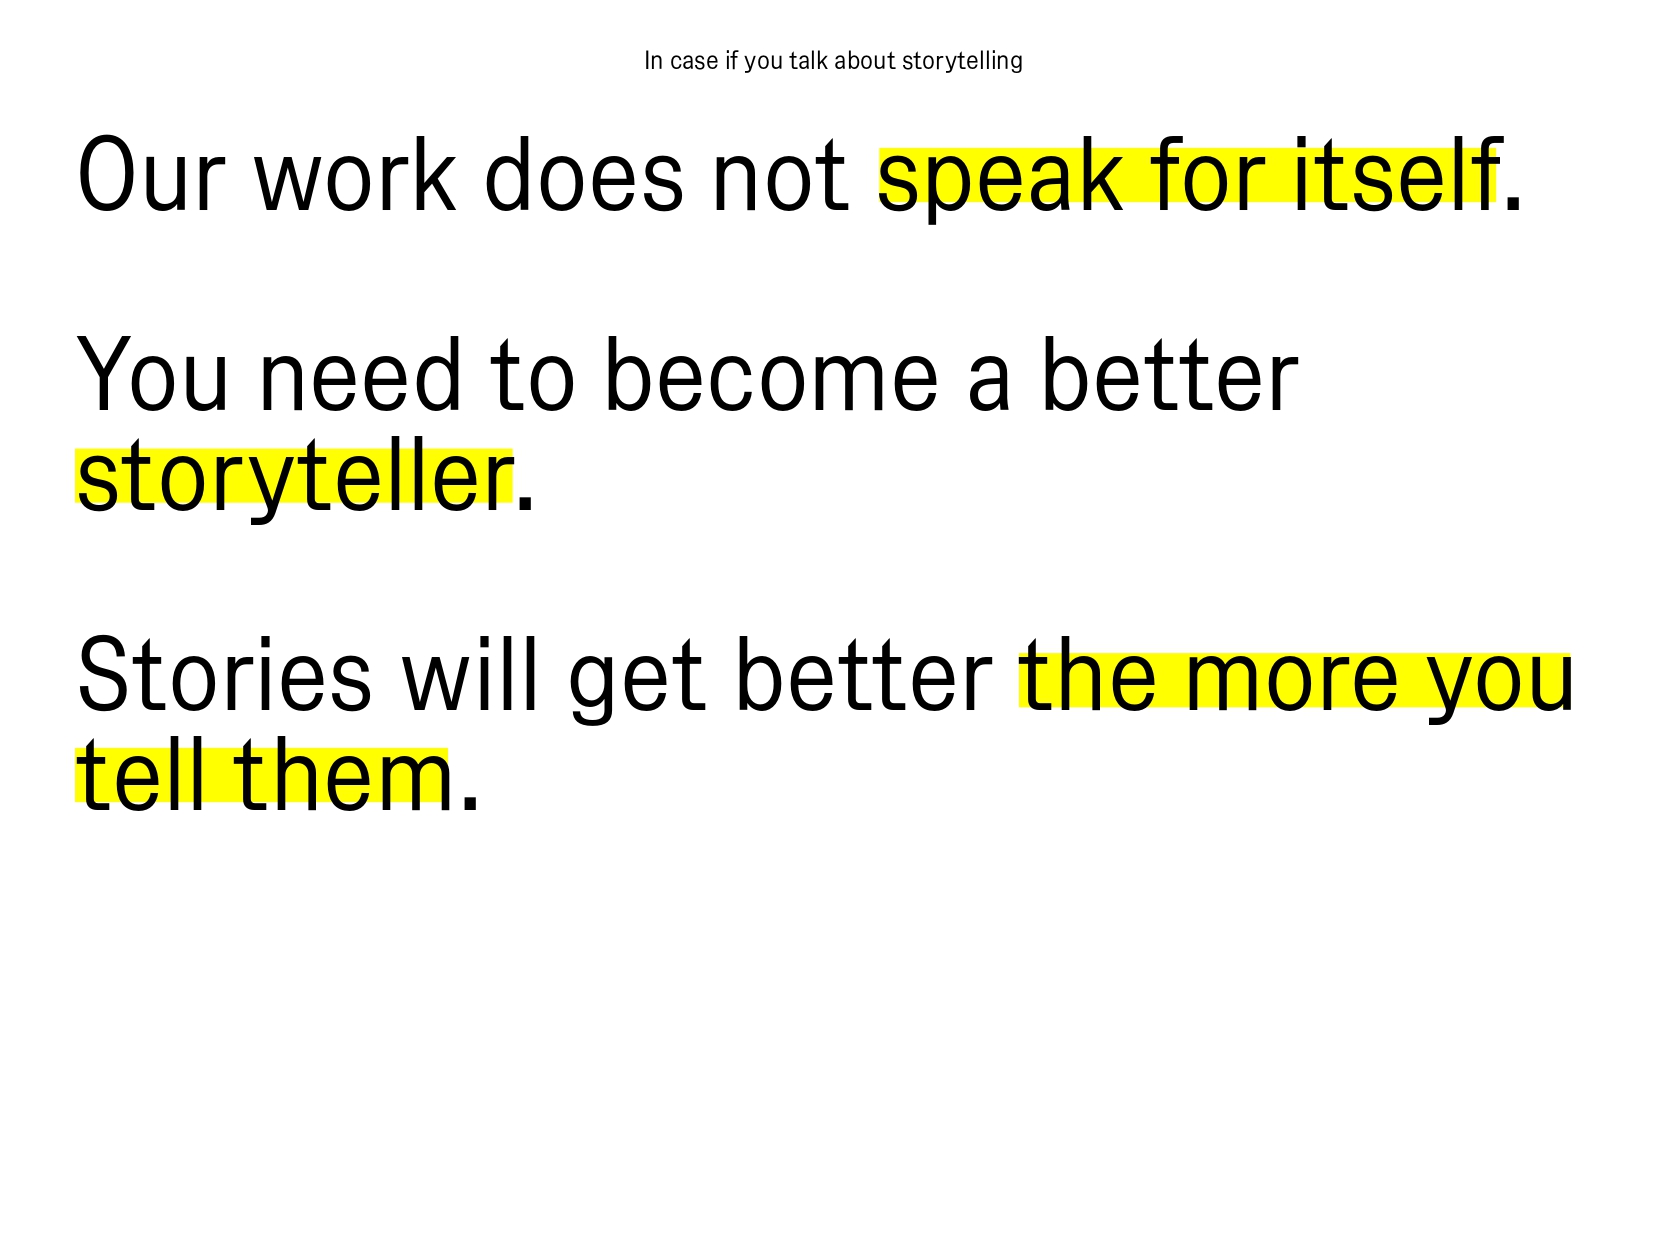 In case if you talk about storytelling
Our work does not speak for itself.
You need to become a better
storyteller.
Stories will get better the more you
tell them.